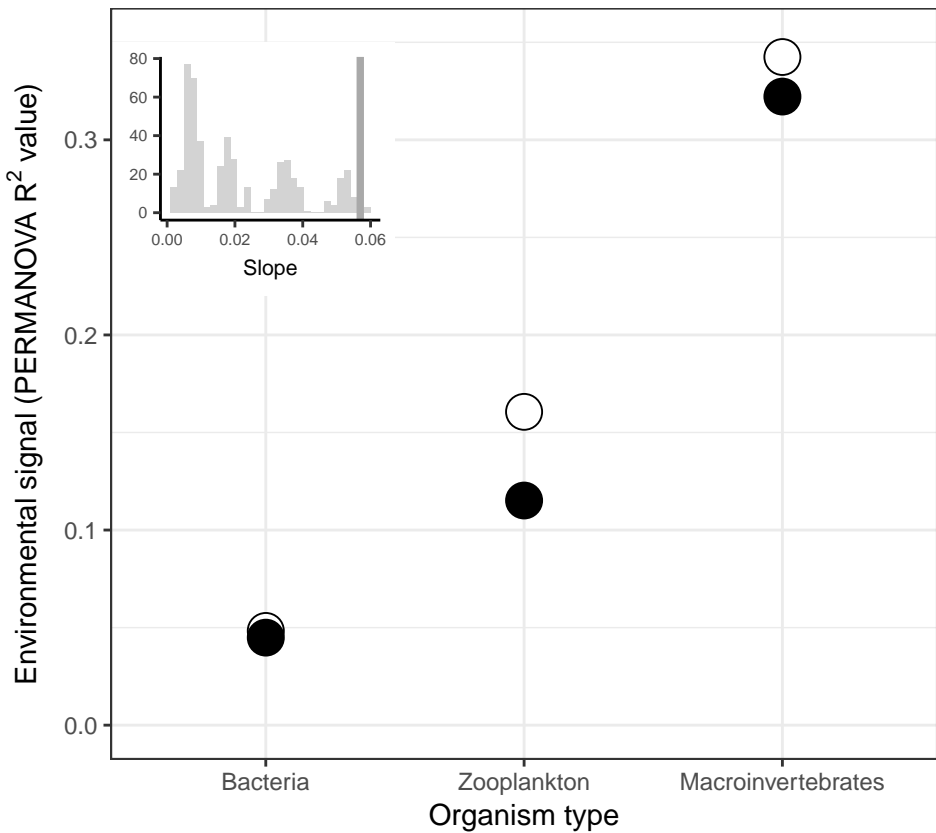 80
60
40
20
0
0.00 0.02 0.04 0.06
Slope
Environmental signal (PERMANOVA R² value)
0.3
0.2
0.1
0.0
Bacteria Zooplankton Macroinvertebrates
Organism type